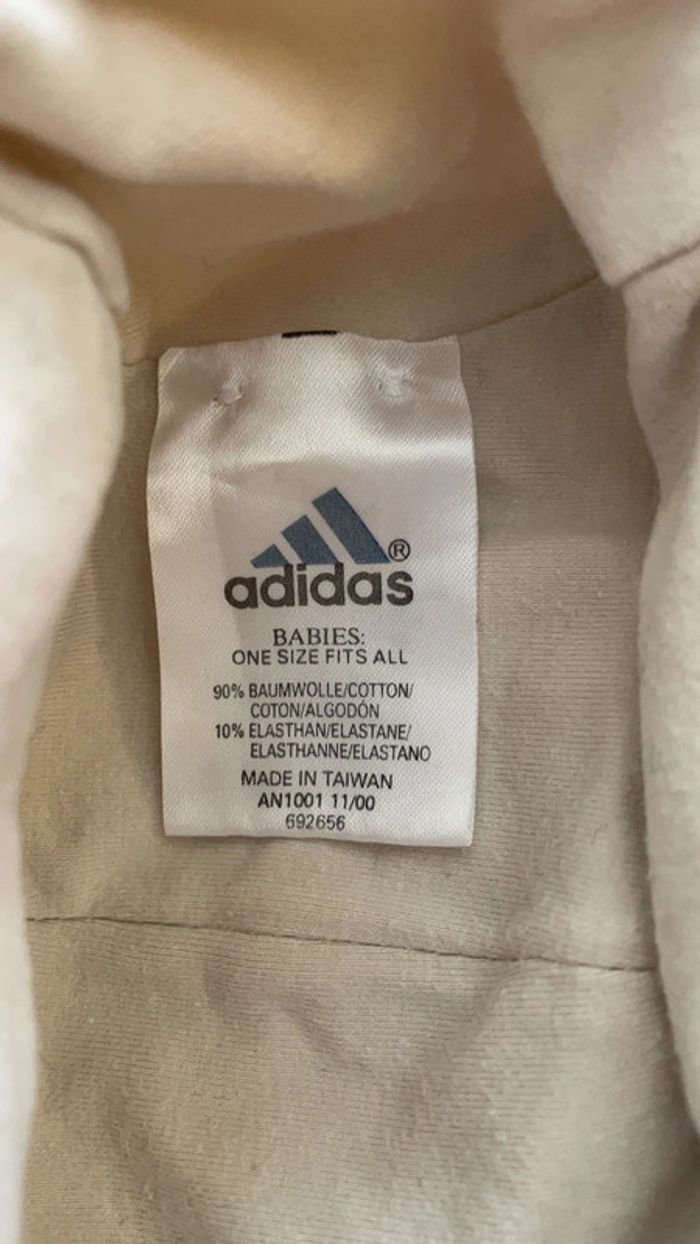 ®
adidas
BABIES:
ONE SIZE FITS ALL
90% BAUMWOLLE/COTTON/
COTON/ALGODÓN
10% ELASTHAN/ELASTANE/
ELASTHANNE/ELASTANO
MADE IN TAIWAN
AN1001 11/00
692656